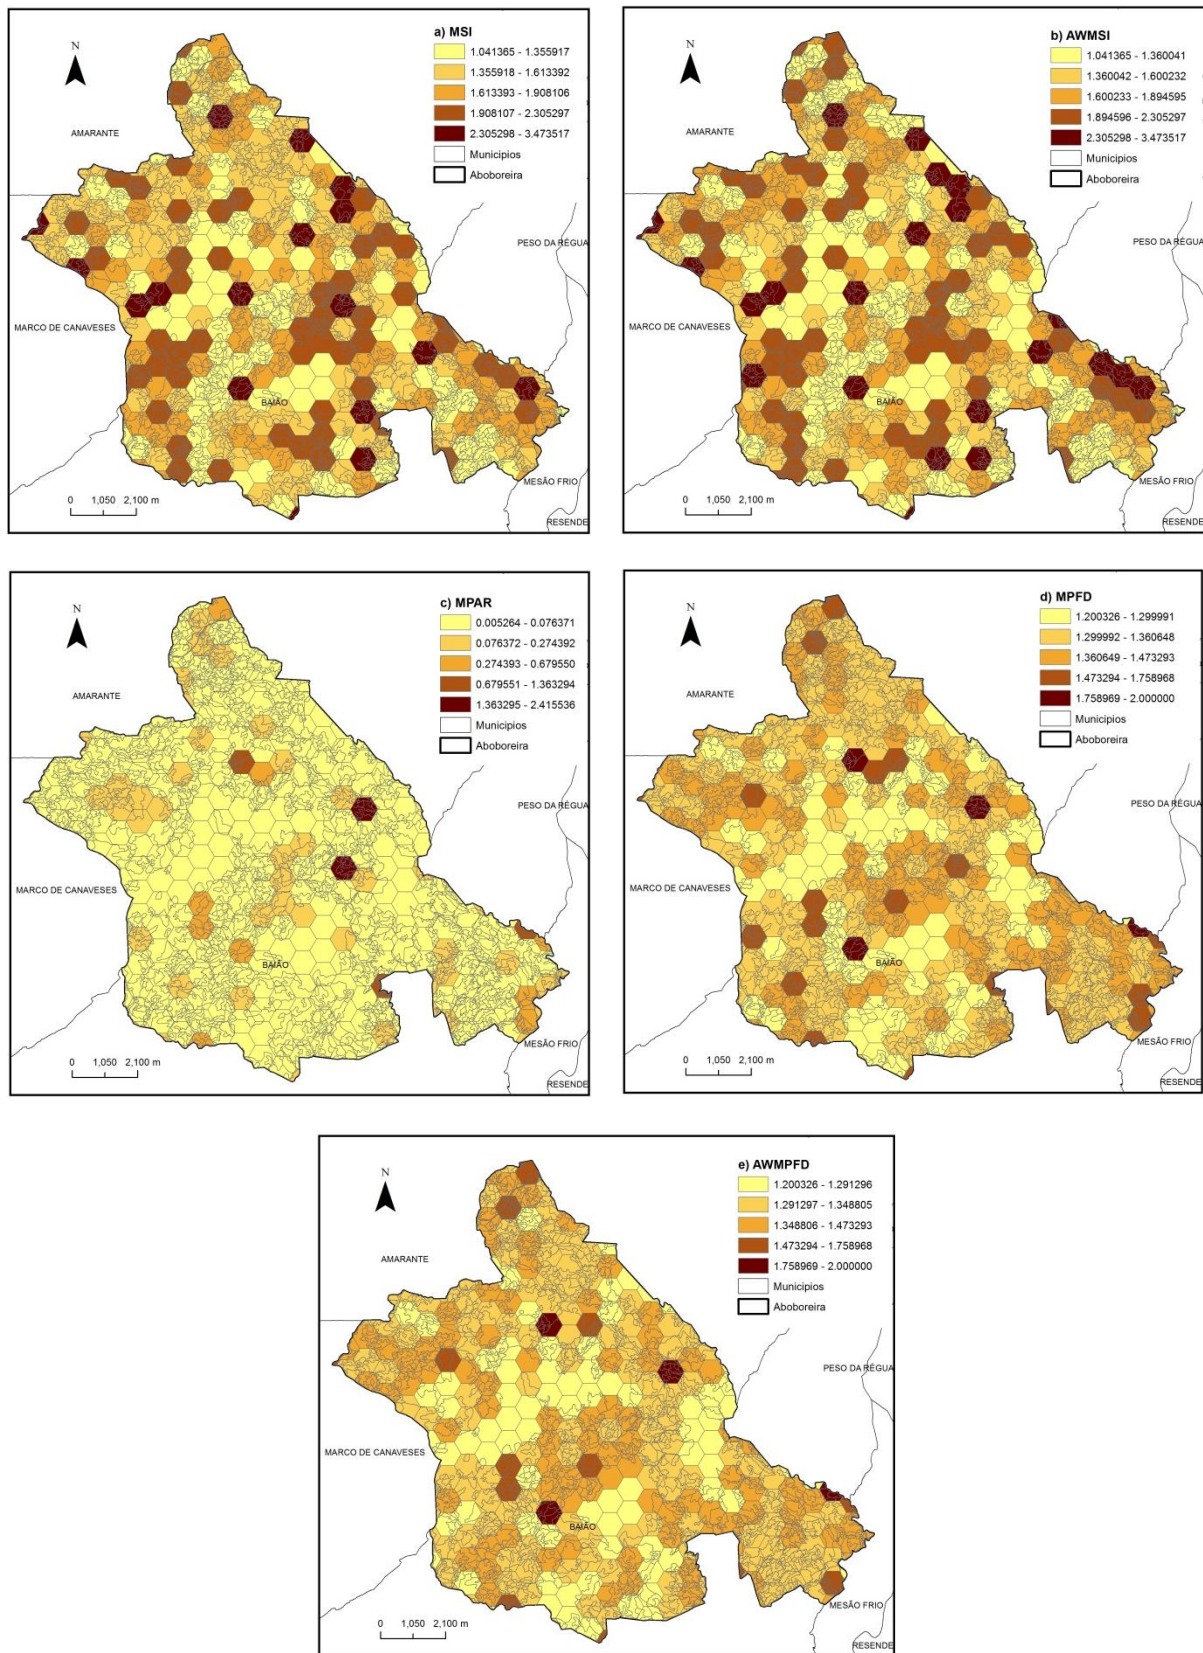 a) MSI
N
1.041365 - 1.355917
1.355918 - 1.613392
1.613393 - 1.908106
1.908107 - 2.305297
2.305298 - 3.473517
Municipios
Aboboreira
AMARANTE
PESO DA RÉGUA
MARCO DE CANAVESES
BAIÃO
MESÃO FRIO
RESENDE
0 1,050 2,100 m
b) AWMSI
N
1.041365 - 1.360041
1.360042 - 1.600232
1.600233 - 1.894595
1.894596 - 2.305297
2.305298 - 3.473517
Municipios
Aboboreira
AMARANTE
PESO DA RÉGUA
MARCO DE CANAVESES
BAIÃO
MESÃO FRIO
RESENDE
0 1,050 2,100 m
c) MPAR
N
0.005264 - 0.076371
0.076372 - 0.274392
0.274393 - 0.679550
0.679551 - 1.363294
1.363295 - 2.415536
Municipios
Aboboreira
AMARANTE
PESO DA RÉGUA
MARCO DE CANAVESES
BAIÃO
MESÃO FRIO
RESENDE
0 1,050 2,100 m
d) MPFD
N
1.200326 - 1.299991
1.299992 - 1.360648
1.360649 - 1.473293
1.473294 - 1.758968
1.758969 - 2.000000
Municipios
Aboboreira
AMARANTE
PESO DA RÉGUA
MARCO DE CANAVESES
BAIÃO
MESÃO FRIO
RESENDE
0 1,050 2,100 m
e) AWMPFD
N
1.200326 - 1.291296
1.291297 - 1.348805
1.348806 - 1.473293
1.473294 - 1.758968
1.758969 - 2.000000
Municipios
Aboboreira
AMARANTE
PESO DA RÉGUA
MARCO DE CANAVESES
BAIÃO
MESÃO FRIO
RESENDE
0 1,050 2,100 m